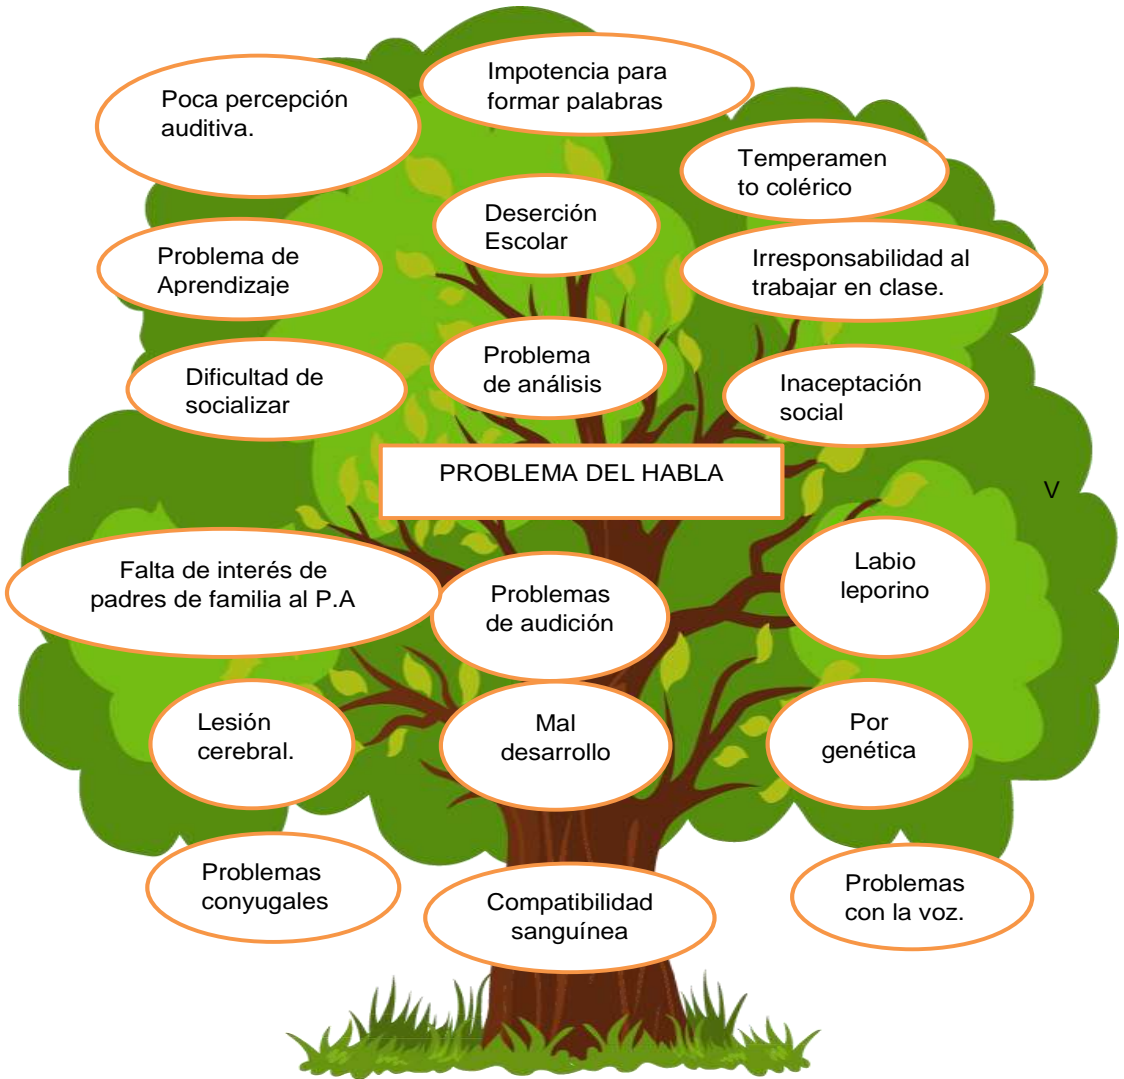 Impotencia para
formar palabras
Poca percepción
auditiva.
Temperamen
to colérico
Deserción
Escolar
Problema de
Aprendizaje
Irresponsabilidad al
trabajar en clase.
Problema
de análisis
Dificultad de
socializar
Inaceptación
social
PROBLEMA DEL HABLA
V
Falta de interés de
padres de familia al P.A
Problemas
de audición
Labio
leporino
Lesión
cerebral.
Mal
desarrollo
Por
genética
Problemas
conyugales
Compatibilidad
sanguínea
Problemas
con la voz.